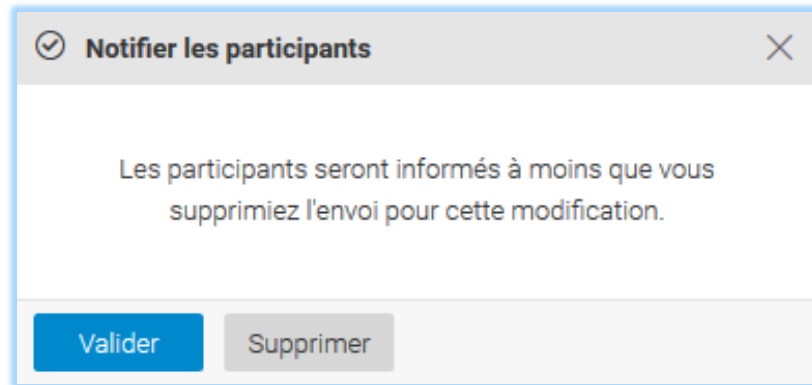 Notifier les participants
Les participants seront informés à moins que vous
supprimiez l'envoi pour cette modification.
Valider Supprimer